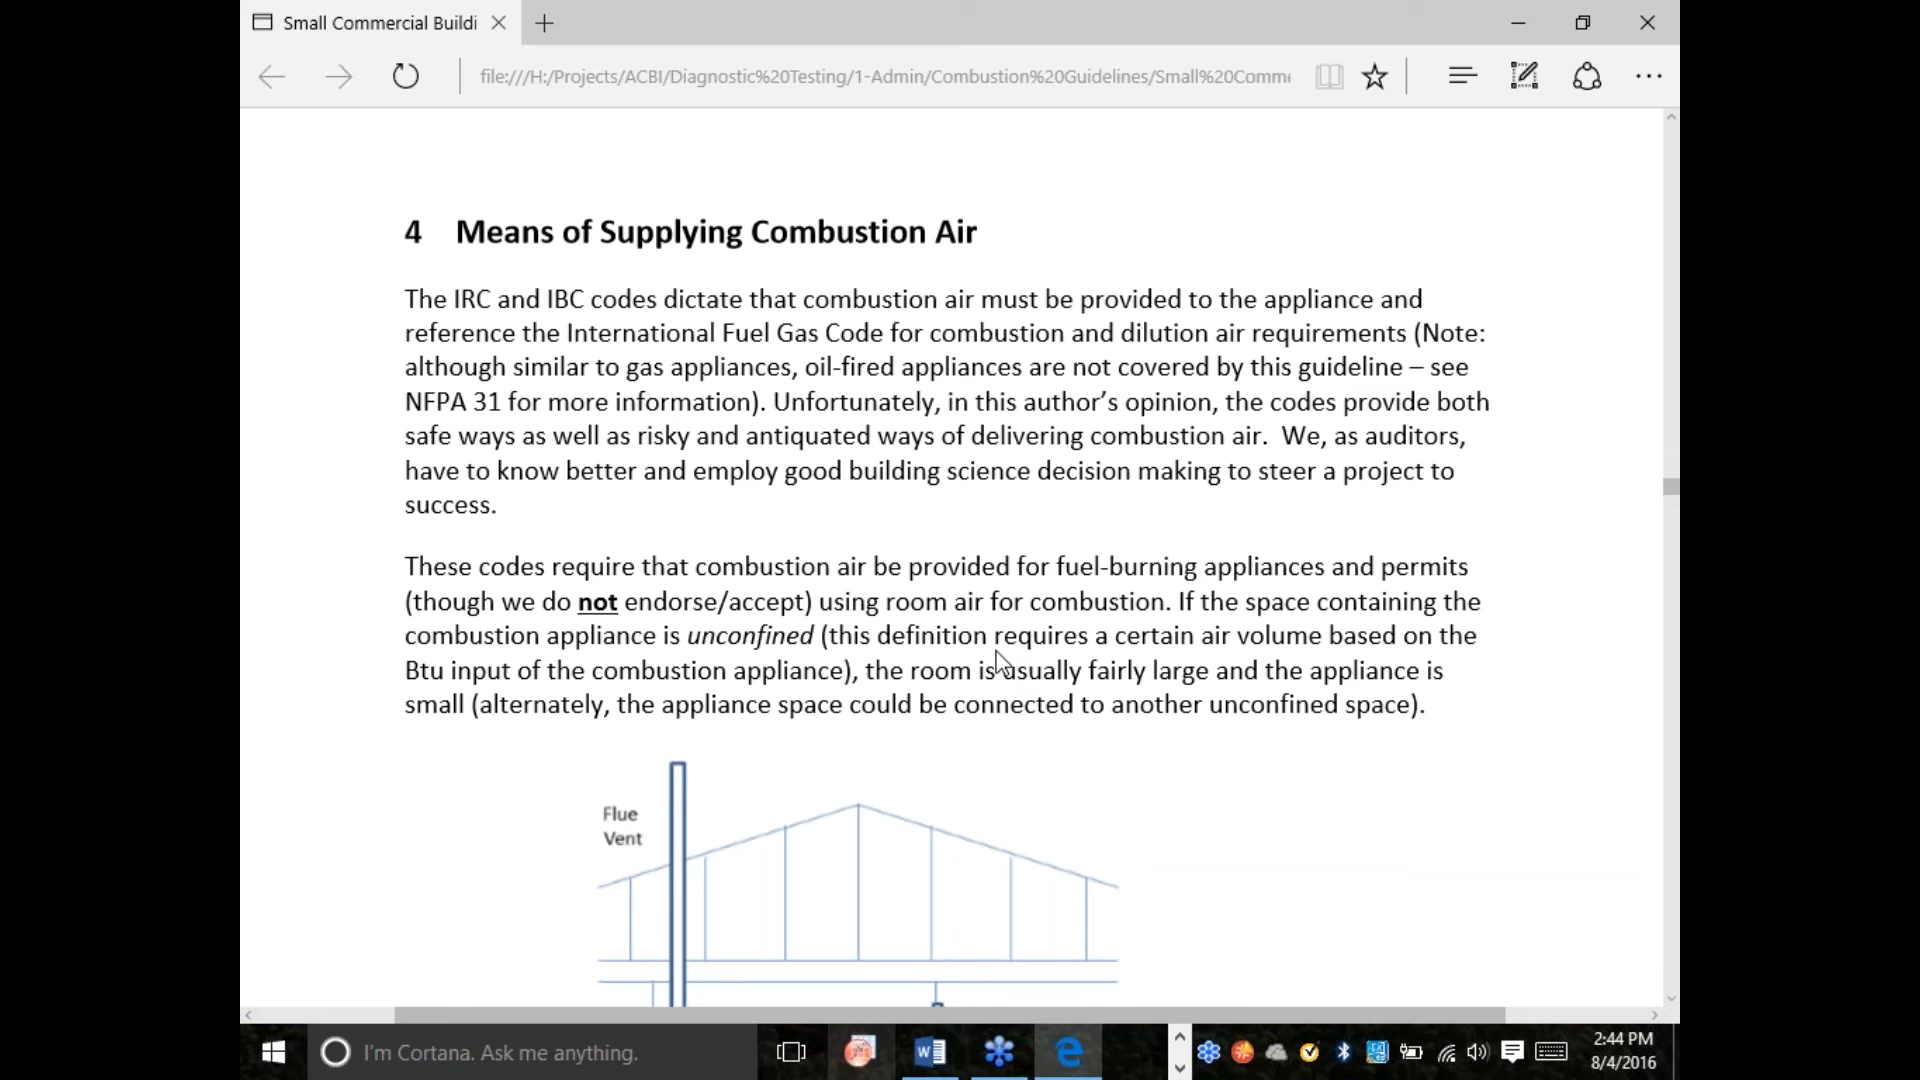 Small Commercial Buildi
file:///H:/Projects/ACBI/Diagnostic%20Testing/1-Admin/Combustion%20Guidelines/Small%20Comme
4 Means of Supplying Combustion Air
The IRC and IBC codes dictate that combustion air must be provided to the appliance and
reference the International Fuel Gas Code for combustion and dilution air requirements (Note:
although similar to gas appliances, oil-fired appliances are not covered by this guideline – see
NFPA 31 for more information). Unfortunately, in this author’s opinion, the codes provide both
safe ways as well as risky and antiquated ways of delivering combustion air. We, as auditors,
have to know better and employ good building science decision making to steer a project to
success.
These codes require that combustion air be provided for fuel-burning appliances and permits
(though we do not endorse/accept) using room air for combustion. If the space containing the
combustion appliance is unconfined (this definition requires a certain air volume based on the
Btu input of the combustion appliance), the room is usually fairly large and the appliance is
small (alternately, the appliance space could be connected to another unconfined space).
Flue
Vent
I'm Cortana. Ask me anything.
2:44 PM
8/4/2016